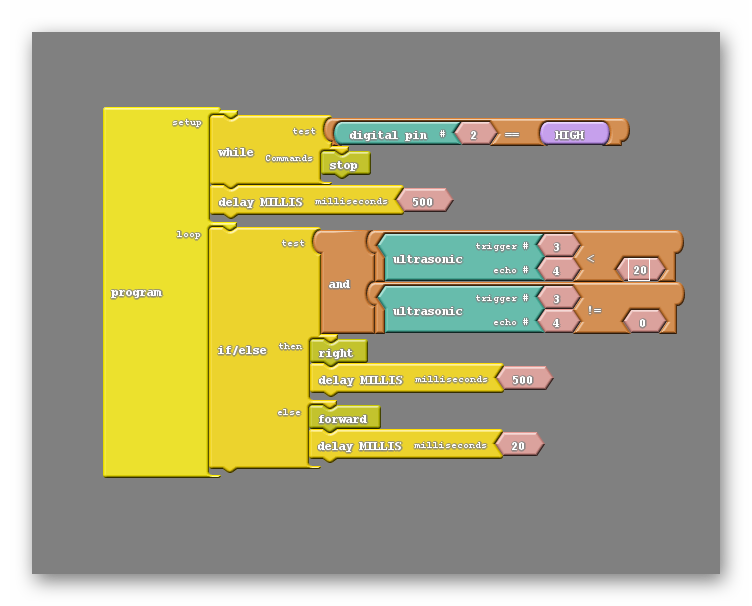 setup
test
digital pin # 2 == HIGH
while Commands
stop
delay MILLIS milliseconds 500
loop
test
trigger # 3
ultrasonic <
echo # 4 20
and
program
trigger # 3
ultrasonic !=
echo # 4 0
if/else then
right
delay MILLIS milliseconds 500
else
forward
delay MILLIS milliseconds 20